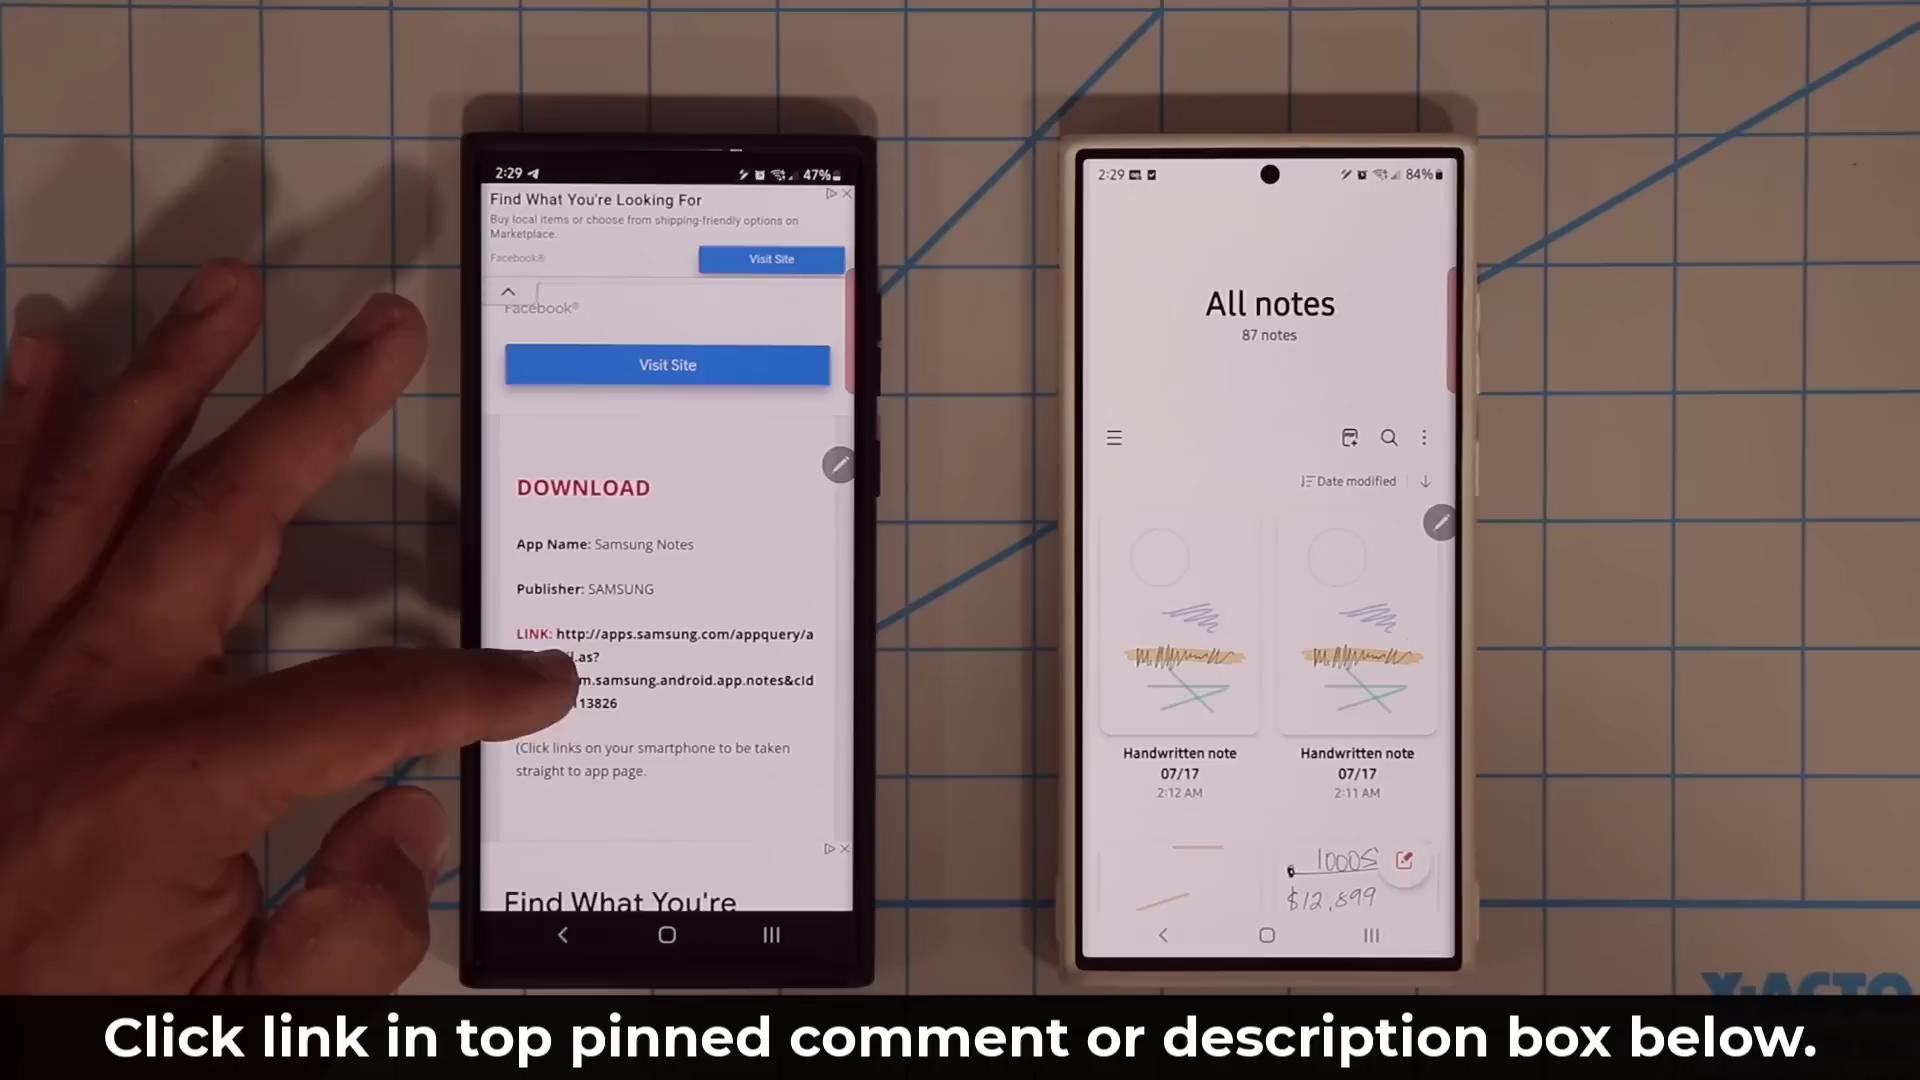 2:29
47%
Find What You're Looking For
Buy local items or choose from shipping-friendly options on
Marketplace.
Facebook®
Visit Site
Facebook®
Visit Site
DOWNLOAD
App Name: Samsung Notes
Publisher: SAMSUNG
LINK: http://apps.samsung.com/appquery/a
.as?
m.samsung.android.app.notes&cId
13826
(Click links on your smartphone to be taken
straight to app page.
Find What You're
2:29
84%
All notes
87 notes
Date modified
Handwritten note
07/17
2:12 AM
Handwritten note
07/17
2:11 AM
$12,899
X-ACTO
Click link in top pinned comment or description box below.